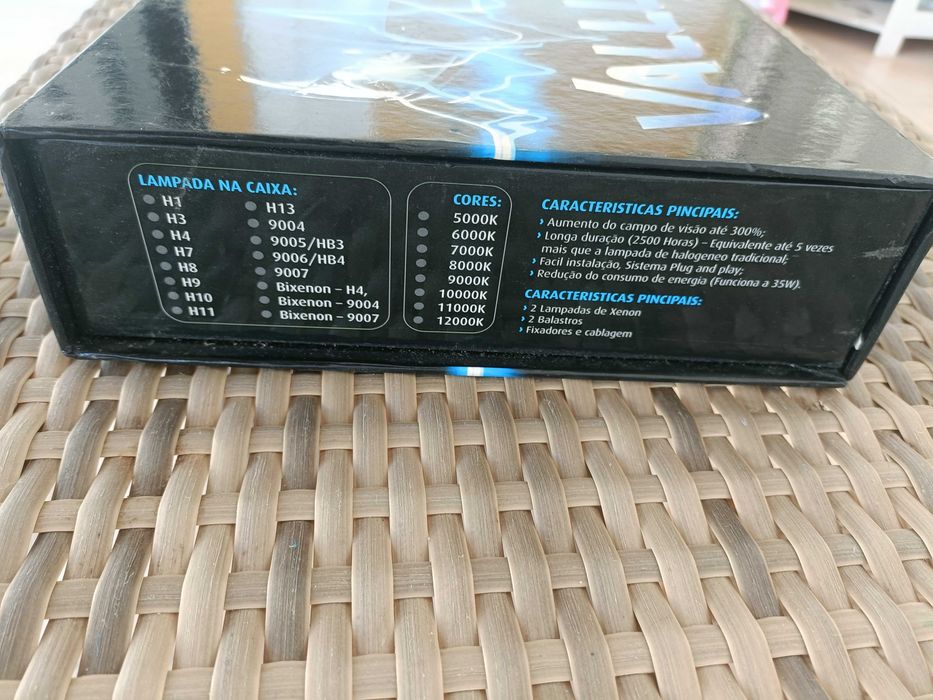 LAMPADA NA CAIXA:
H1
H3
H4
H7
H8
H9
H10
H11
H13
9004
9005/HB3
9006/HB4
9007
Bixenon – H4,
Bixenon – 9004
Bixenon – 9007
CORES:
5000K
6000K
7000K
8000K
9000K
10000K
11000K
12000K
CARACTERISTICAS PINCIPAIS:
› Aumento do campo de visão até 300%;
› Longa duração (2500 Horas) – Equivalente até 5 vezes
mais que a lampada de halogeneo tradicional;
› Facil instalação, Sistema Plug and play;
› Redução do consumo de energia (Funciona a 35W).
CARACTERISTICAS PINCIPAIS:
› 2 Lampadas de Xenon
› 2 Balastros
› Fixadores e cablagem